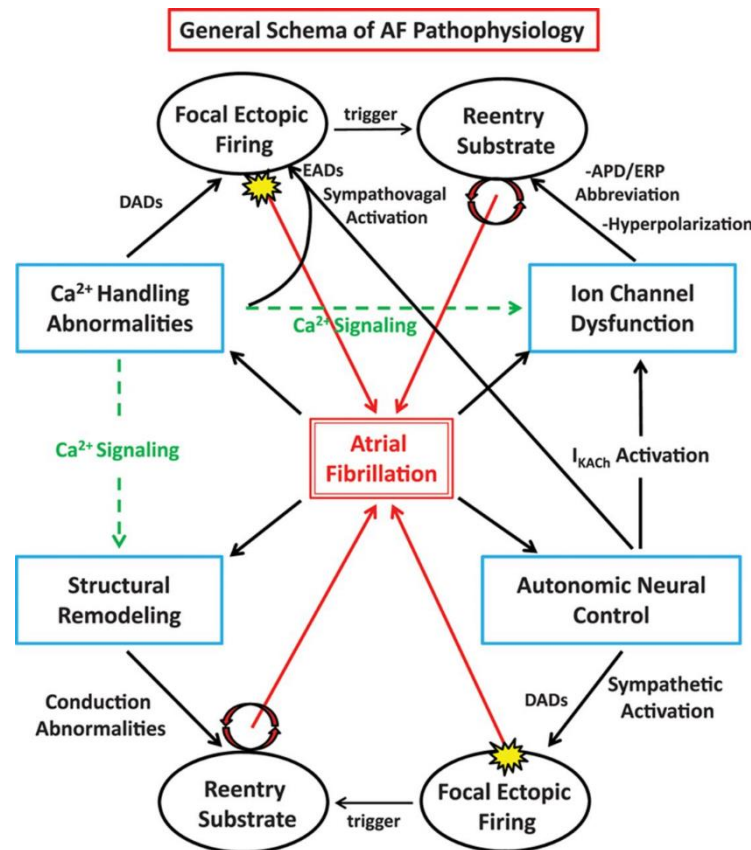 General Schema of AF Pathophysiology
Focal Ectopic
Firing
trigger
Reentry
Substrate
DADs
EADs
Sympathovagal
Activation
-APD/ERP
Abbreviation
-Hyperpolarization
Ca²⁺ Handling
Abnormalities
Ca²⁺ Signaling
Ion Channel
Dysfunction
Ca²⁺ Signaling
Atrial
Fibrillation
I_KACh Activation
Structural
Remodeling
Autonomic Neural
Control
Conduction
Abnormalities
DADs
Sympathetic
Activation
Reentry
Substrate
trigger
Focal Ectopic
Firing